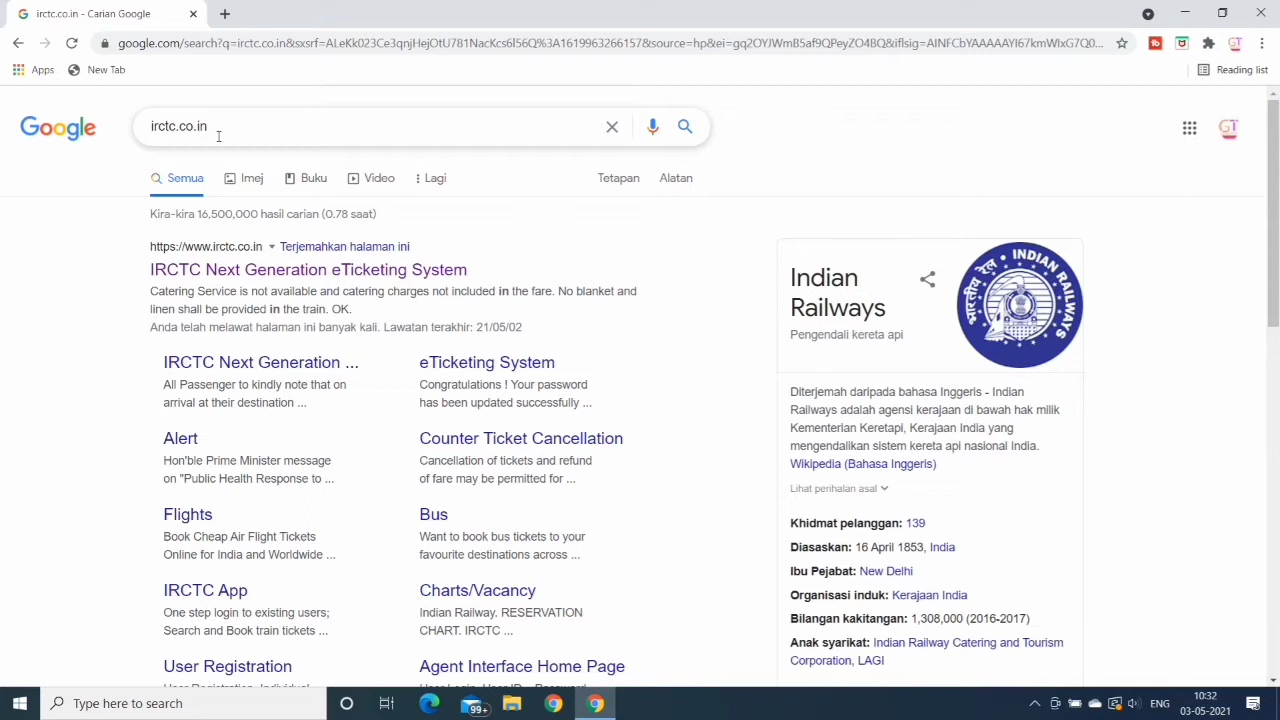 irctc.co.in - Carian Google
google.com/search?q=irctc.co.in&sxsrf=ALeKk023Ce3qnjHejOtUT81NacKcs6l56Q%3A1619963266157&source=hp&ei=gq2OYJWmB5af9QPeyZO4BQ&iflsig=AINFCbYAAAAAYI67kmWlxG7Q0...
Apps
New Tab
Reading list
Google
irctc.co.in
GT
Semua
Imej
Buku
Video
Lagi
Tetapan
Alatan
Kira-kira 16,500,000 hasil carian (0.78 saat)
https://www.irctc.co.in Terjemahkan halaman ini
IRCTC Next Generation eTicketing System
Catering Service is not available and catering charges not included in the fare. No blanket and
linen shall be provided in the train. OK.
Anda telah melawat halaman ini banyak kali. Lawatan terakhir: 21/05/02
IRCTC Next Generation ...
All Passenger to kindly note that on
arrival at their destination ...
eTicketing System
Congratulations ! Your password
has been updated successfully ...
Alert
Hon'ble Prime Minister message
on "Public Health Response to ...
Counter Ticket Cancellation
Cancellation of tickets and refund
of fare may be permitted for ...
Flights
Book Cheap Air Flight Tickets
Online for India and Worldwide ...
Bus
Want to book bus tickets to your
favourite destinations across ...
IRCTC App
One step login to existing users;
Search and Book train tickets ...
Charts/Vacancy
Indian Railway. RESERVATION
CHART. IRCTC ...
User Registration
Agent Interface Home Page
Indian
Railways
Pengendali kereta api
भारतीय रेल
INDIAN RAILWAYS
Diterjemah daripada bahasa Inggeris - Indian
Railways adalah agensi kerajaan di bawah hak milik
Kementerian Keretapi, Kerajaan India yang
mengendalikan sistem kereta api nasional India.
Wikipedia (Bahasa Inggeris)
Lihat perihalan asal
Khidmat pelanggan: 139
Diasaskan: 16 April 1853, India
Ibu Pejabat: New Delhi
Organisasi induk: Kerajaan India
Bilangan kakitangan: 1,308,000 (2016-2017)
Anak syarikat: Indian Railway Catering and Tourism
Corporation, LAGI
Type here to search
99+
ENG
10:32
03-05-2021